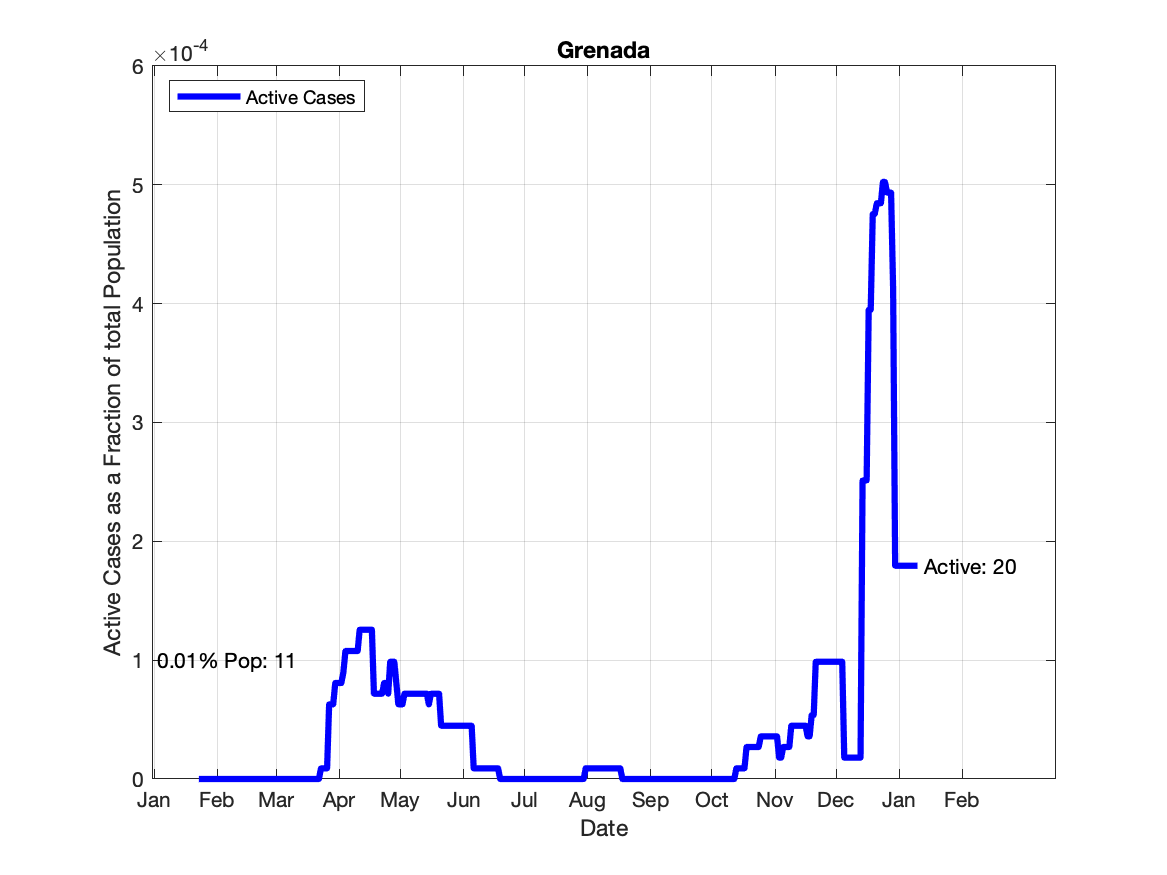 Grenada
×10-4
Active Cases
6
5
4
3
2
1
0
Active Cases as a Fraction of total Population
0.01% Pop: 11
Active: 20
Jan Feb Mar Apr May Jun Jul Aug Sep Oct Nov Dec Jan Feb
Date